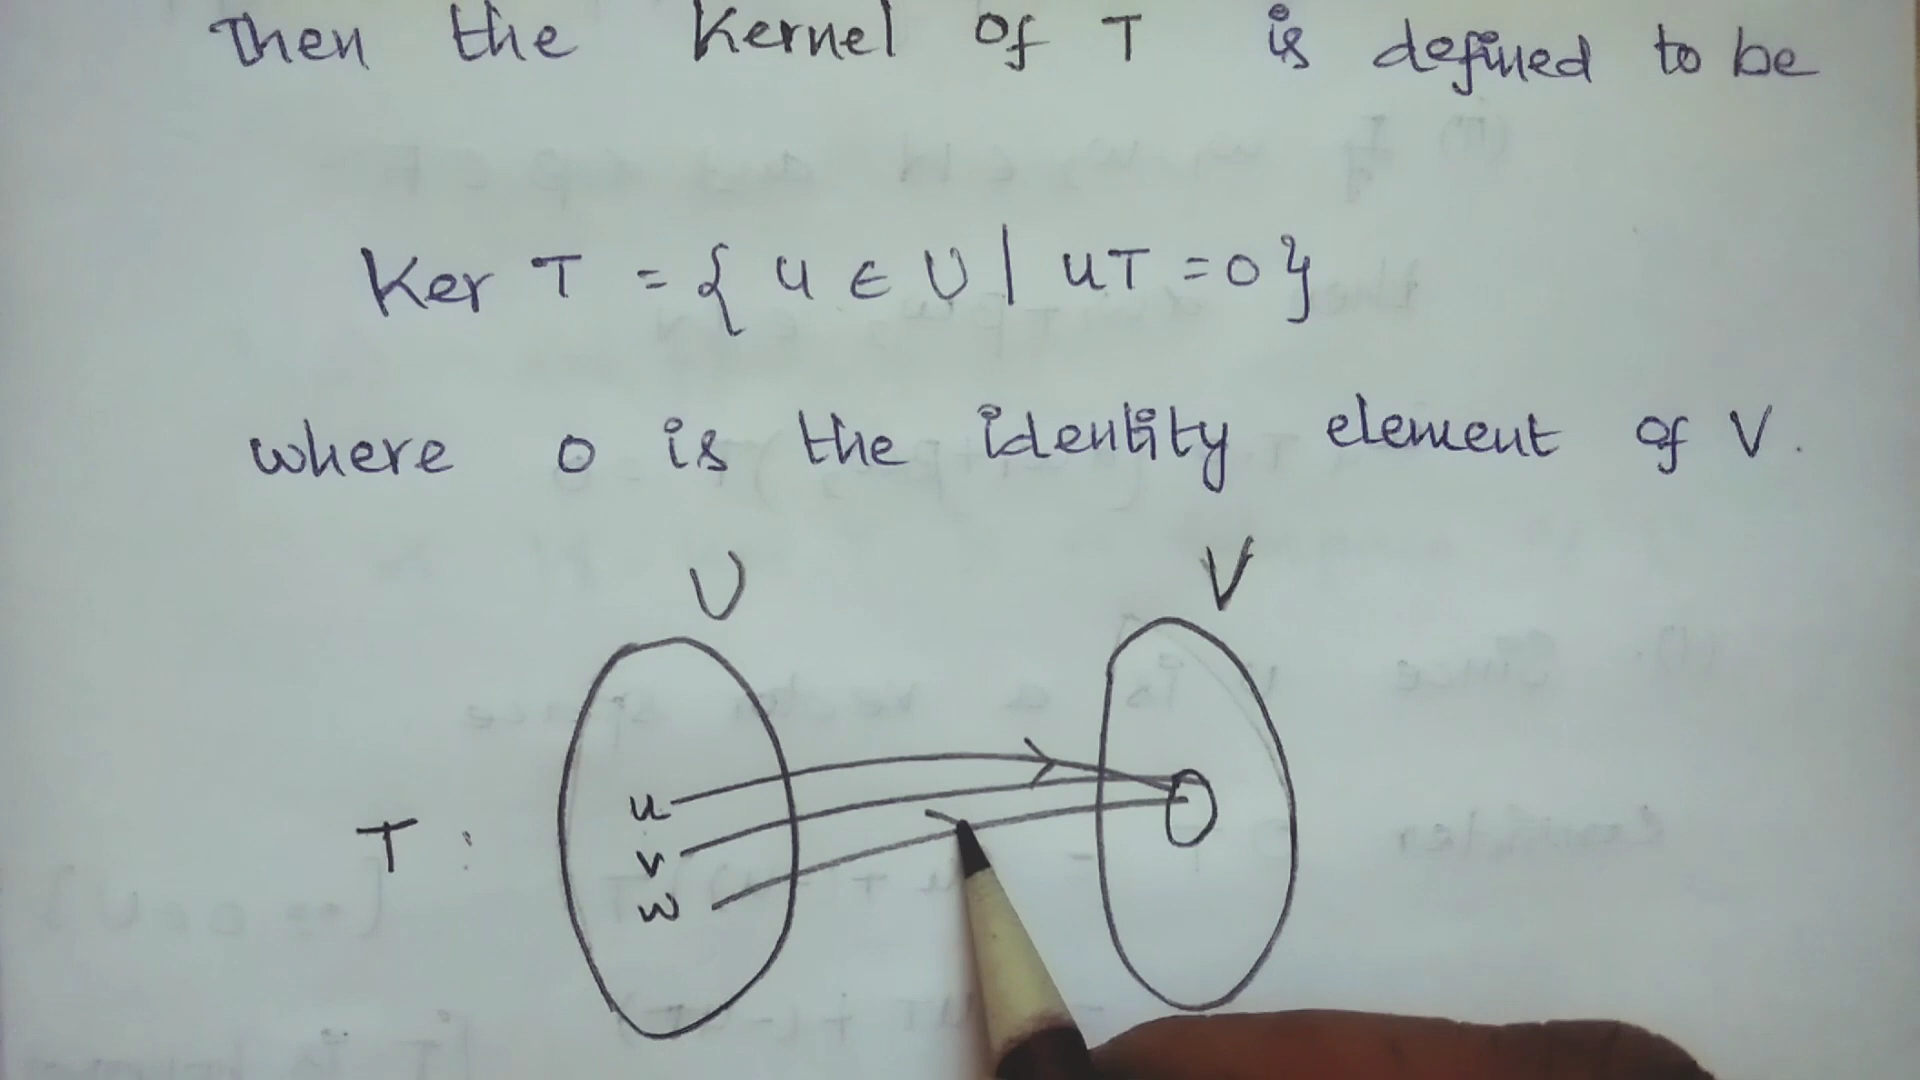 Then the Kernel of T is defined to be
Ker T = { u ∈ U | uT = 0 }
where 0 is the identity element of V.
U V
u
T :
v
w
0